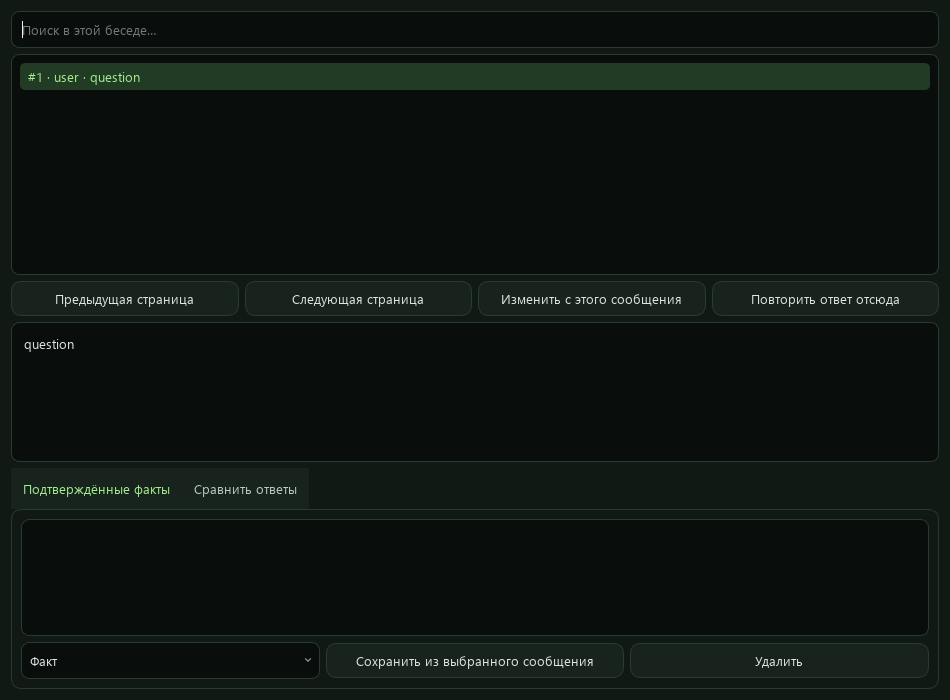 Поиск в этой беседе...
#1 · user · question
Предыдущая страница
Следующая страница
Изменить с этого сообщения
Повторить ответ отсюда
question
Подтверждённые факты
Сравнить ответы
Факт
Сохранить из выбранного сообщения
Удалить